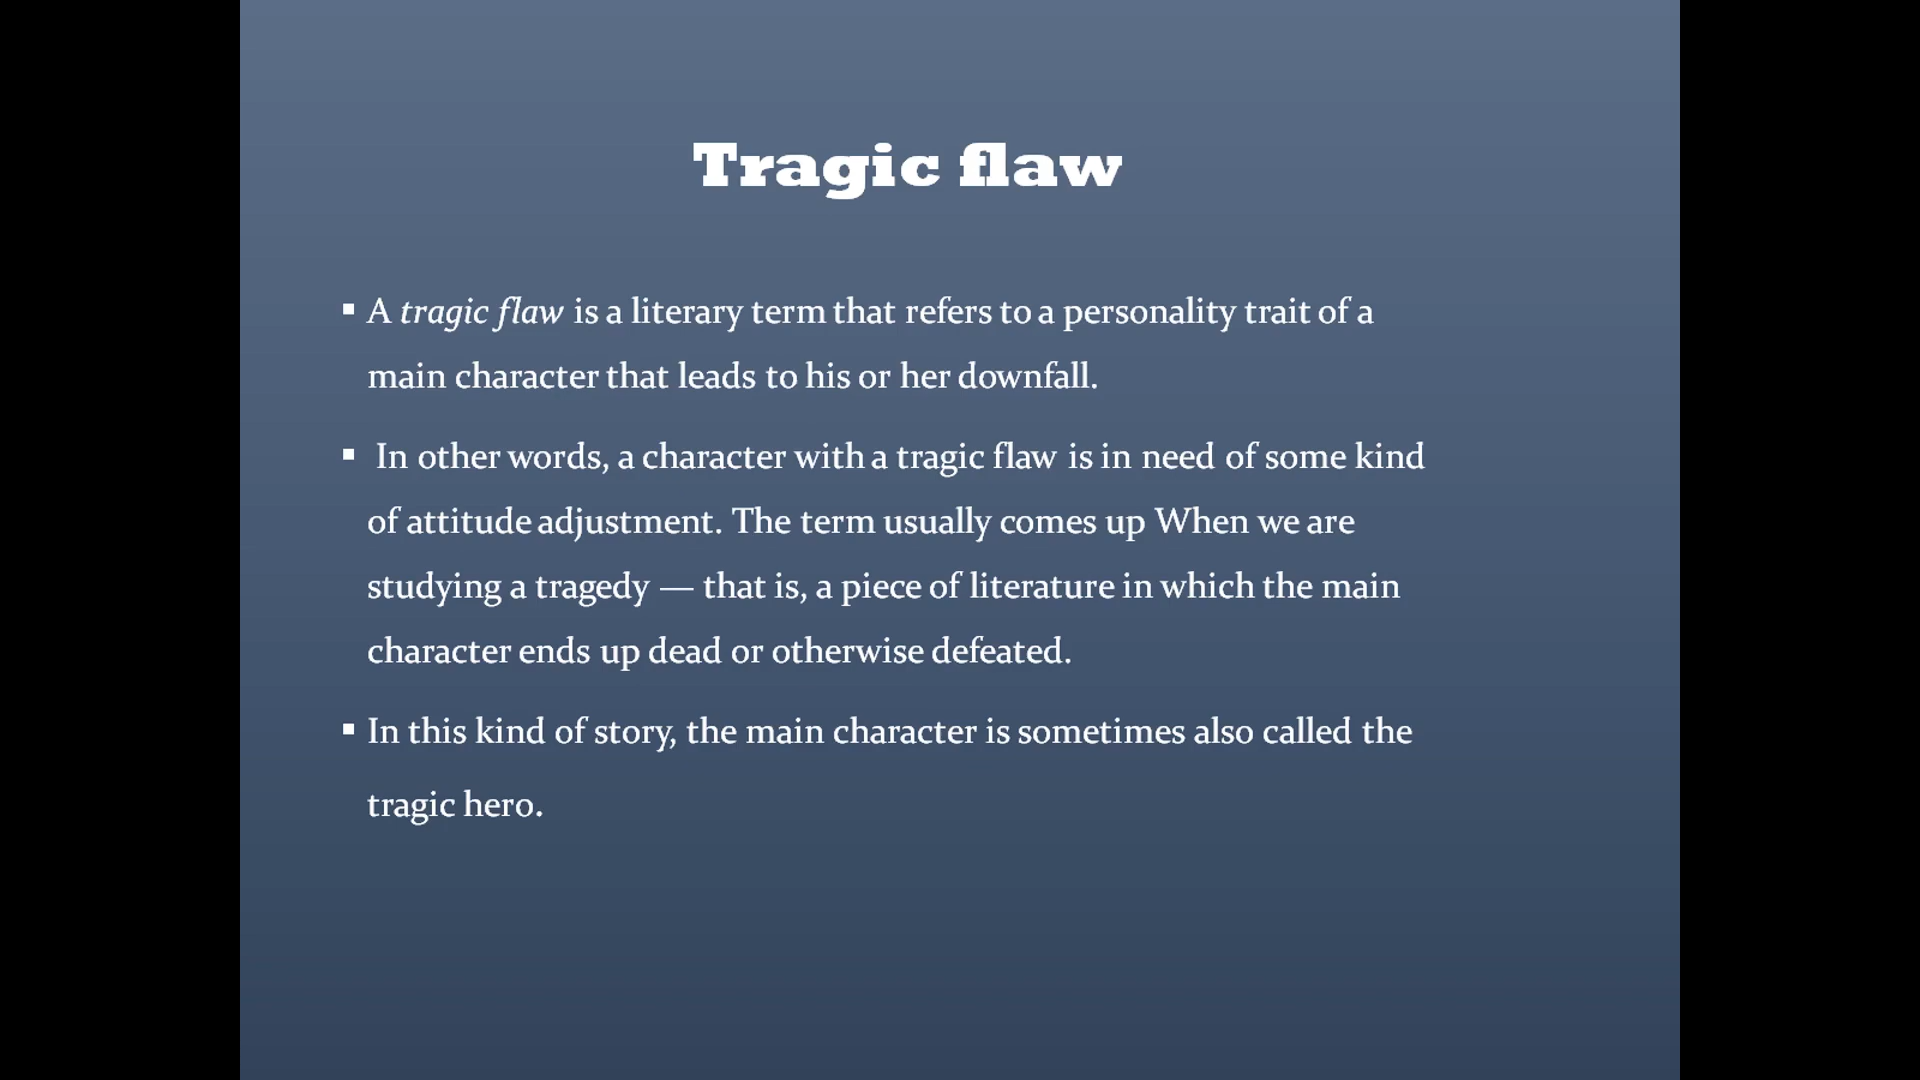 Tragic flaw
▪ A tragic flaw is a literary term that refers to a personality trait of a
main character that leads to his or her downfall.
▪ In other words, a character with a tragic flaw is in need of some kind
of attitude adjustment. The term usually comes up When we are
studying a tragedy — that is, a piece of literature in which the main
character ends up dead or otherwise defeated.
▪ In this kind of story, the main character is sometimes also called the
tragic hero.